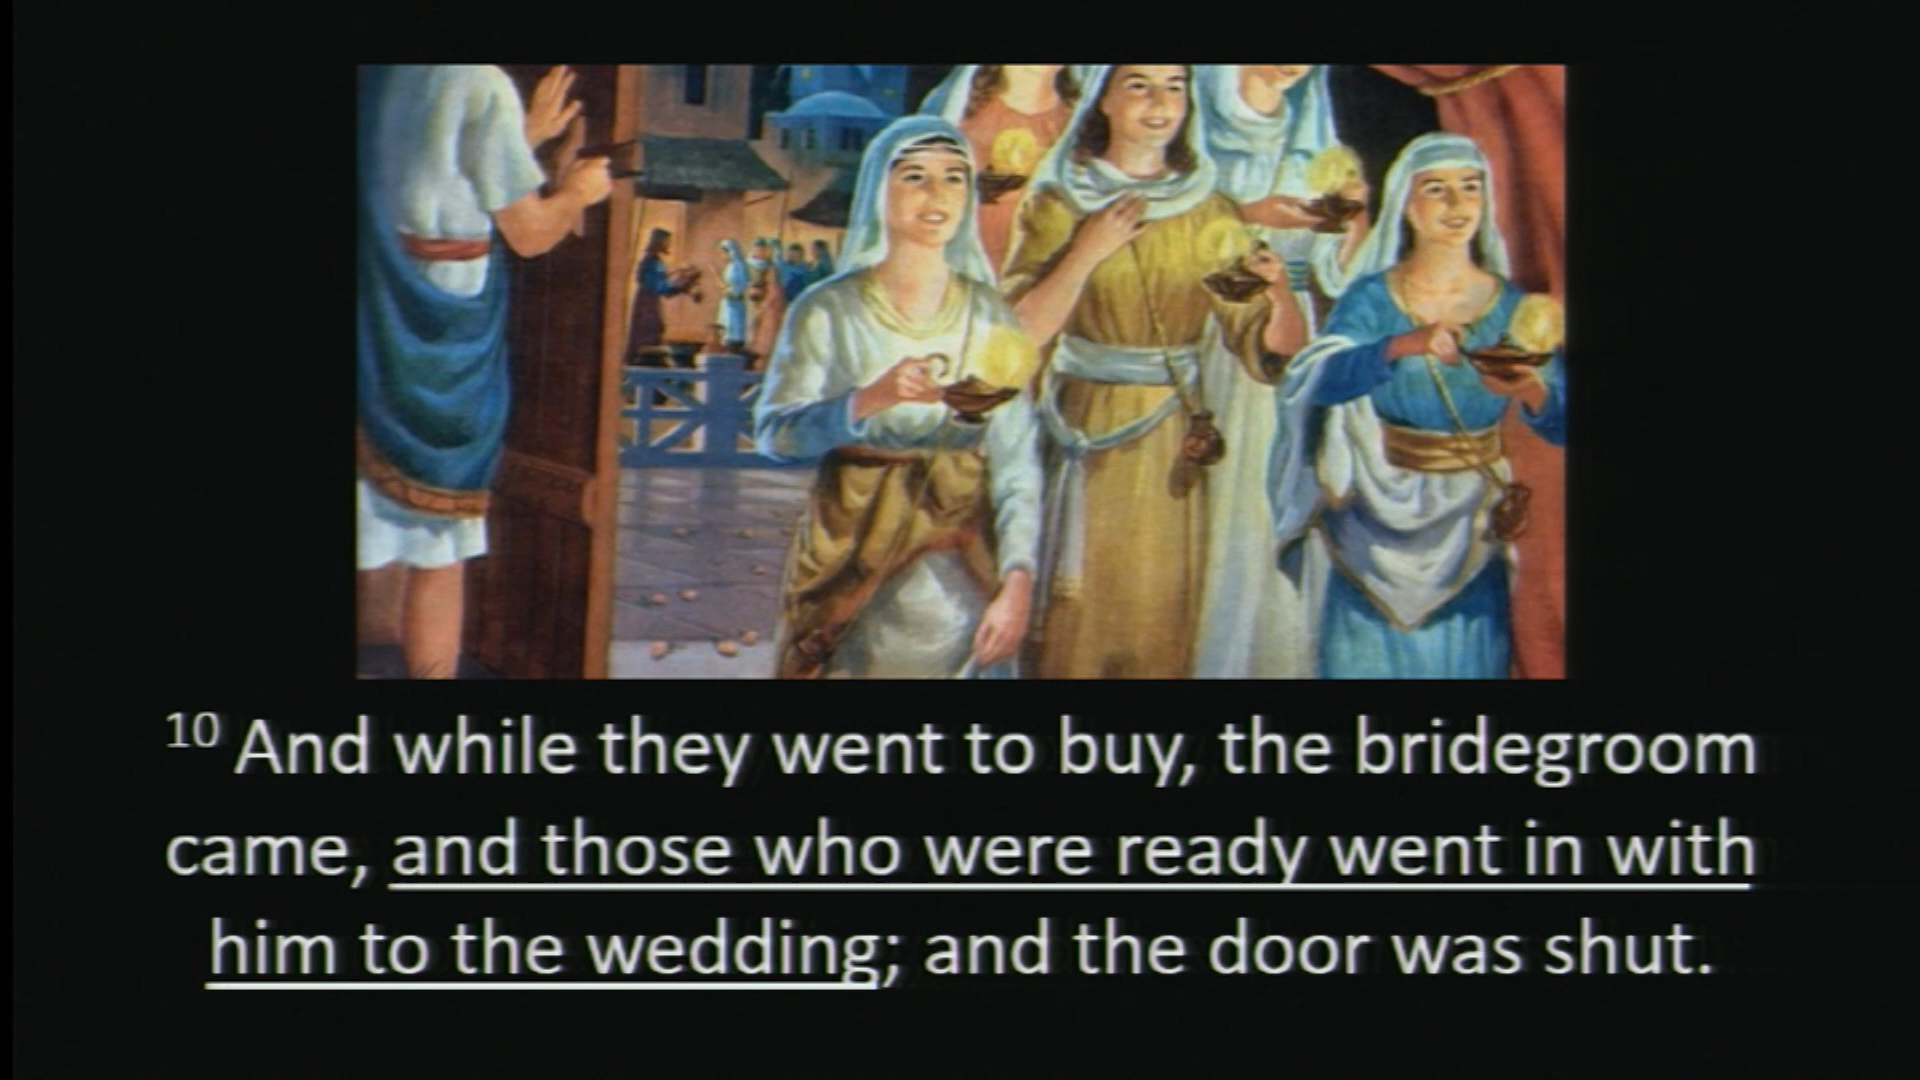 10 And while they went to buy, the bridegroom
came, and those who were ready went in with
him to the wedding; and the door was shut.